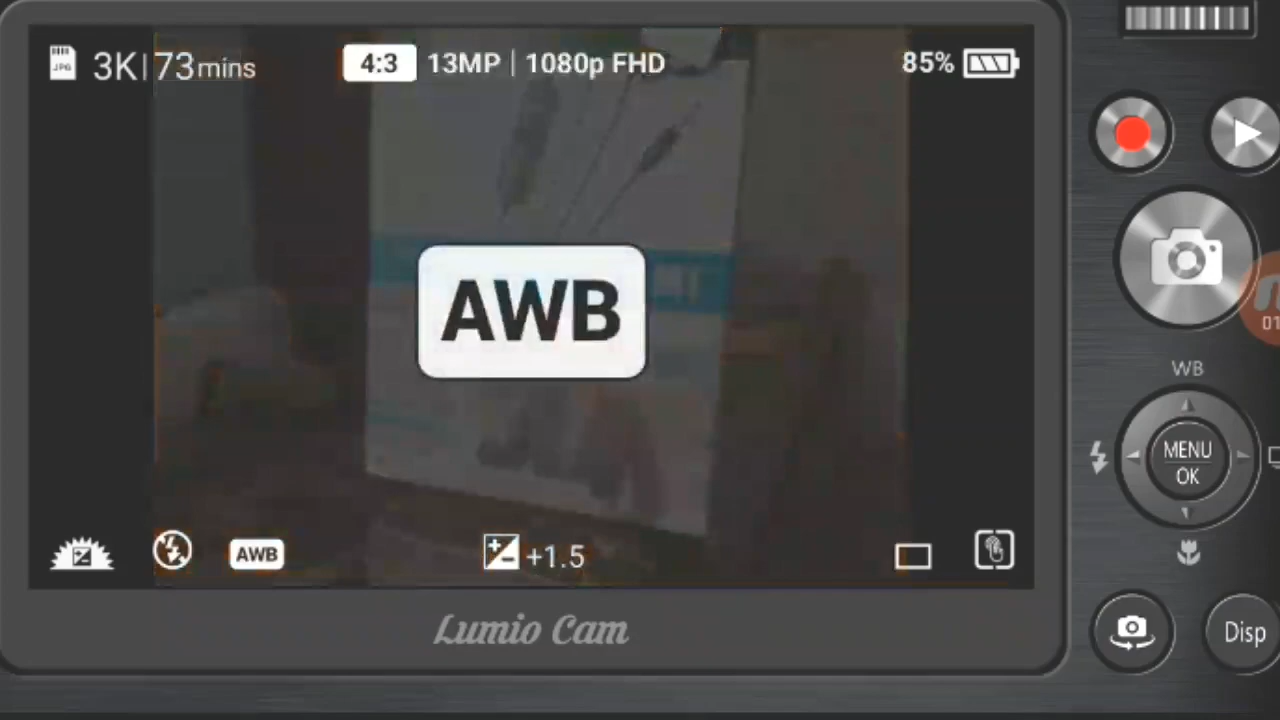 JPG 3K|73mins 4:3 13MP | 1080p FHD 85%
AWB
WB
MENU
OK
AWB +1.5
Lumio Cam
Disp
01